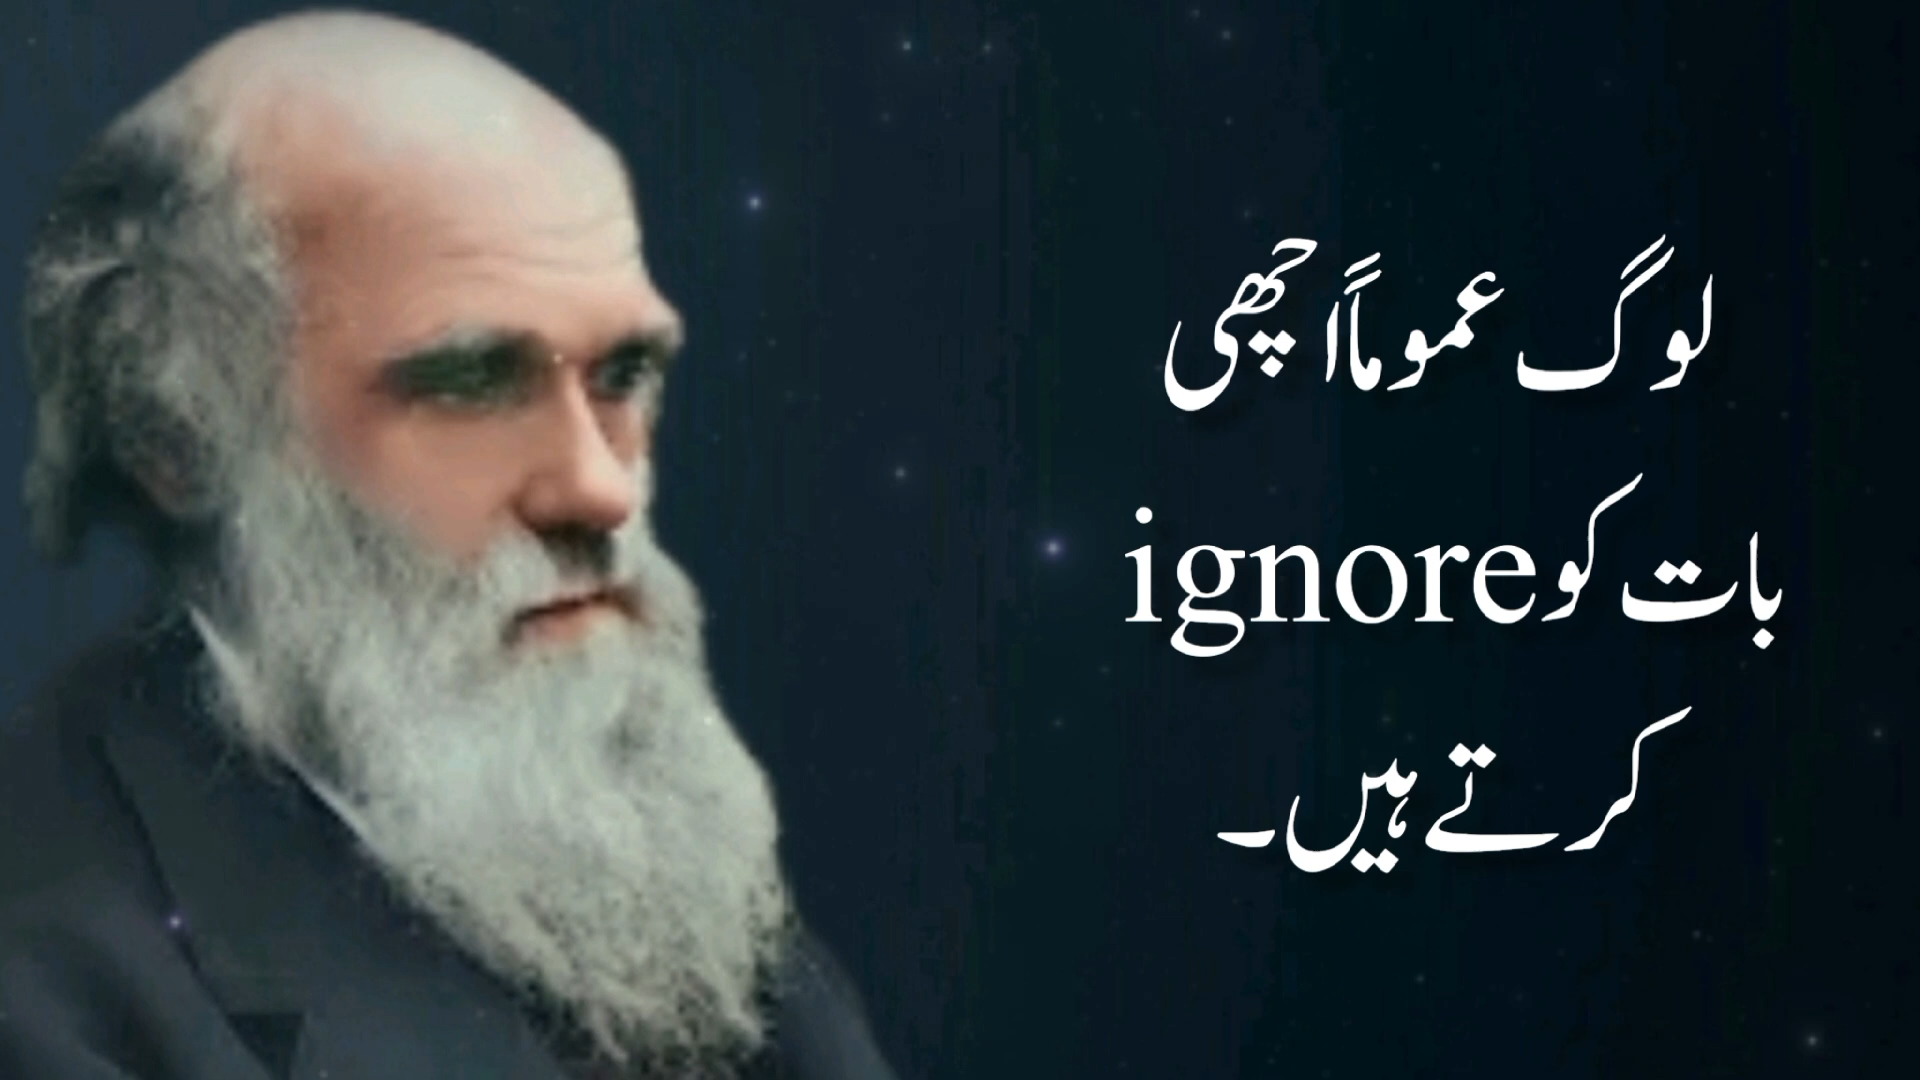 لوگ عموماً اچھی
بات کو ignore
کرتے ہیں۔